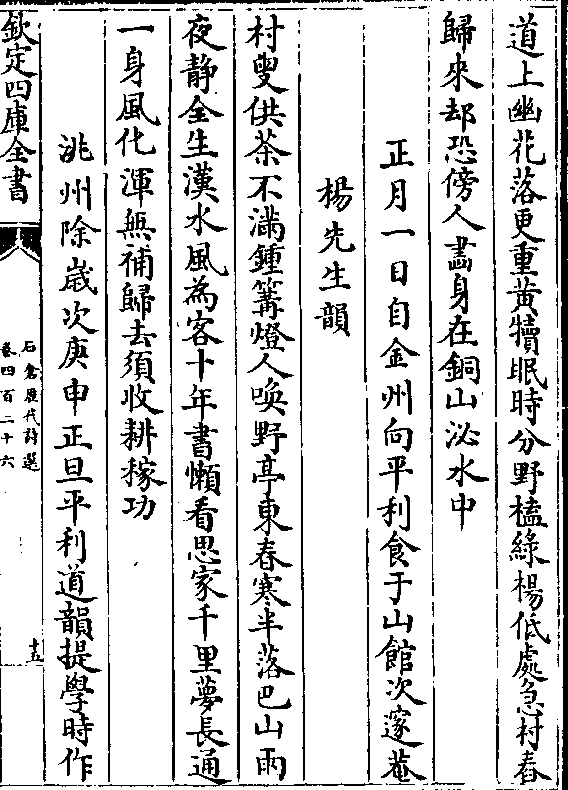 道上幽花落更重黄犢眠時分野榼緑楊低處急村舂
歸來却恐傍人畫身在銅山泌水中
正月一日自金州向平利食于山館次邃菴
楊先生韻
村叟供茶不滿鍾篝燈人喚野亭東春寒半落巴山雨
夜靜全生漢水風為客十年書懶看思家千里夢長通
一身風化渾無補歸去須收耕稼功
洮州除嵗次庚申正旦平利道韻提學時作
欽定四庫全書
石倉歷代詩選
卷四百二十六
十五